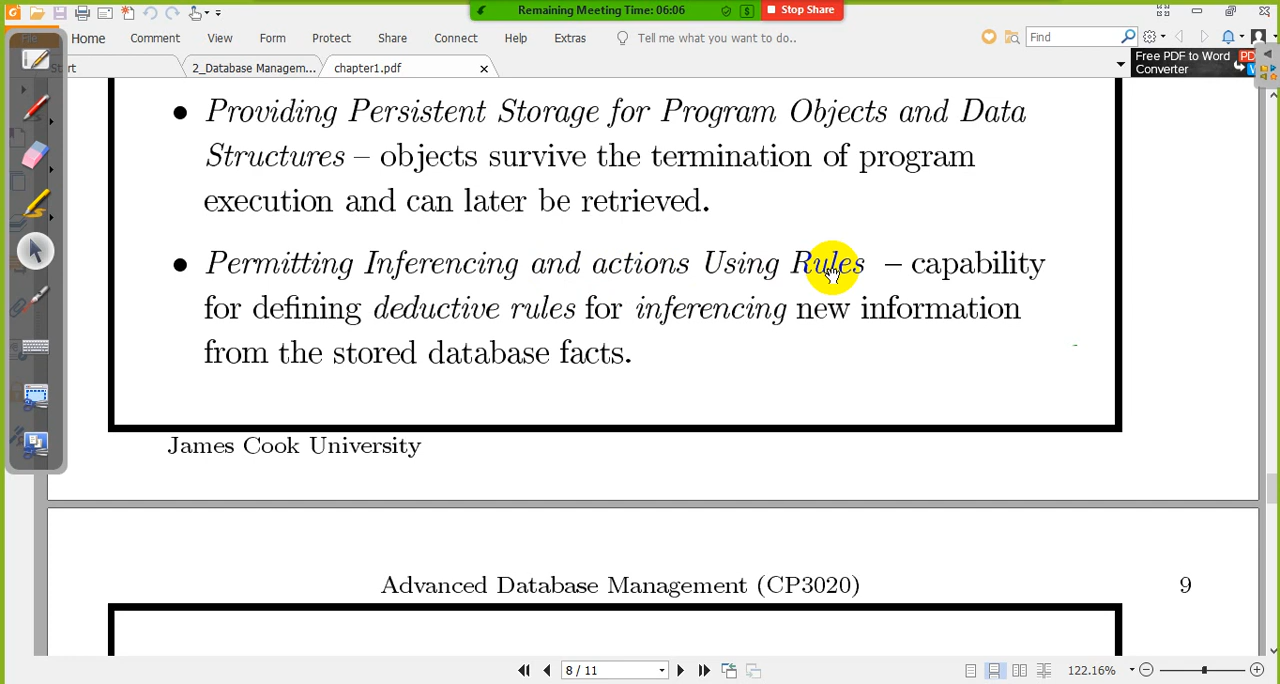 Remaining Meeting Time: 06:06
$
Stop Share
File
Home
Comment
View
Form
Protect
Share
Connect
Help
Extras
Tell me what you want to do..
Find
Start
2_Database Managem...
chapter1.pdf
Free PDF to Word
Converter
• Providing Persistent Storage for Program Objects and Data
Structures – objects survive the termination of program
execution and can later be retrieved.
• Permitting Inferencing and actions Using Rules – capability
for defining deductive rules for inferencing new information
from the stored database facts.
James Cook University
Advanced Database Management (CP3020)
9
8 / 11
122.16%